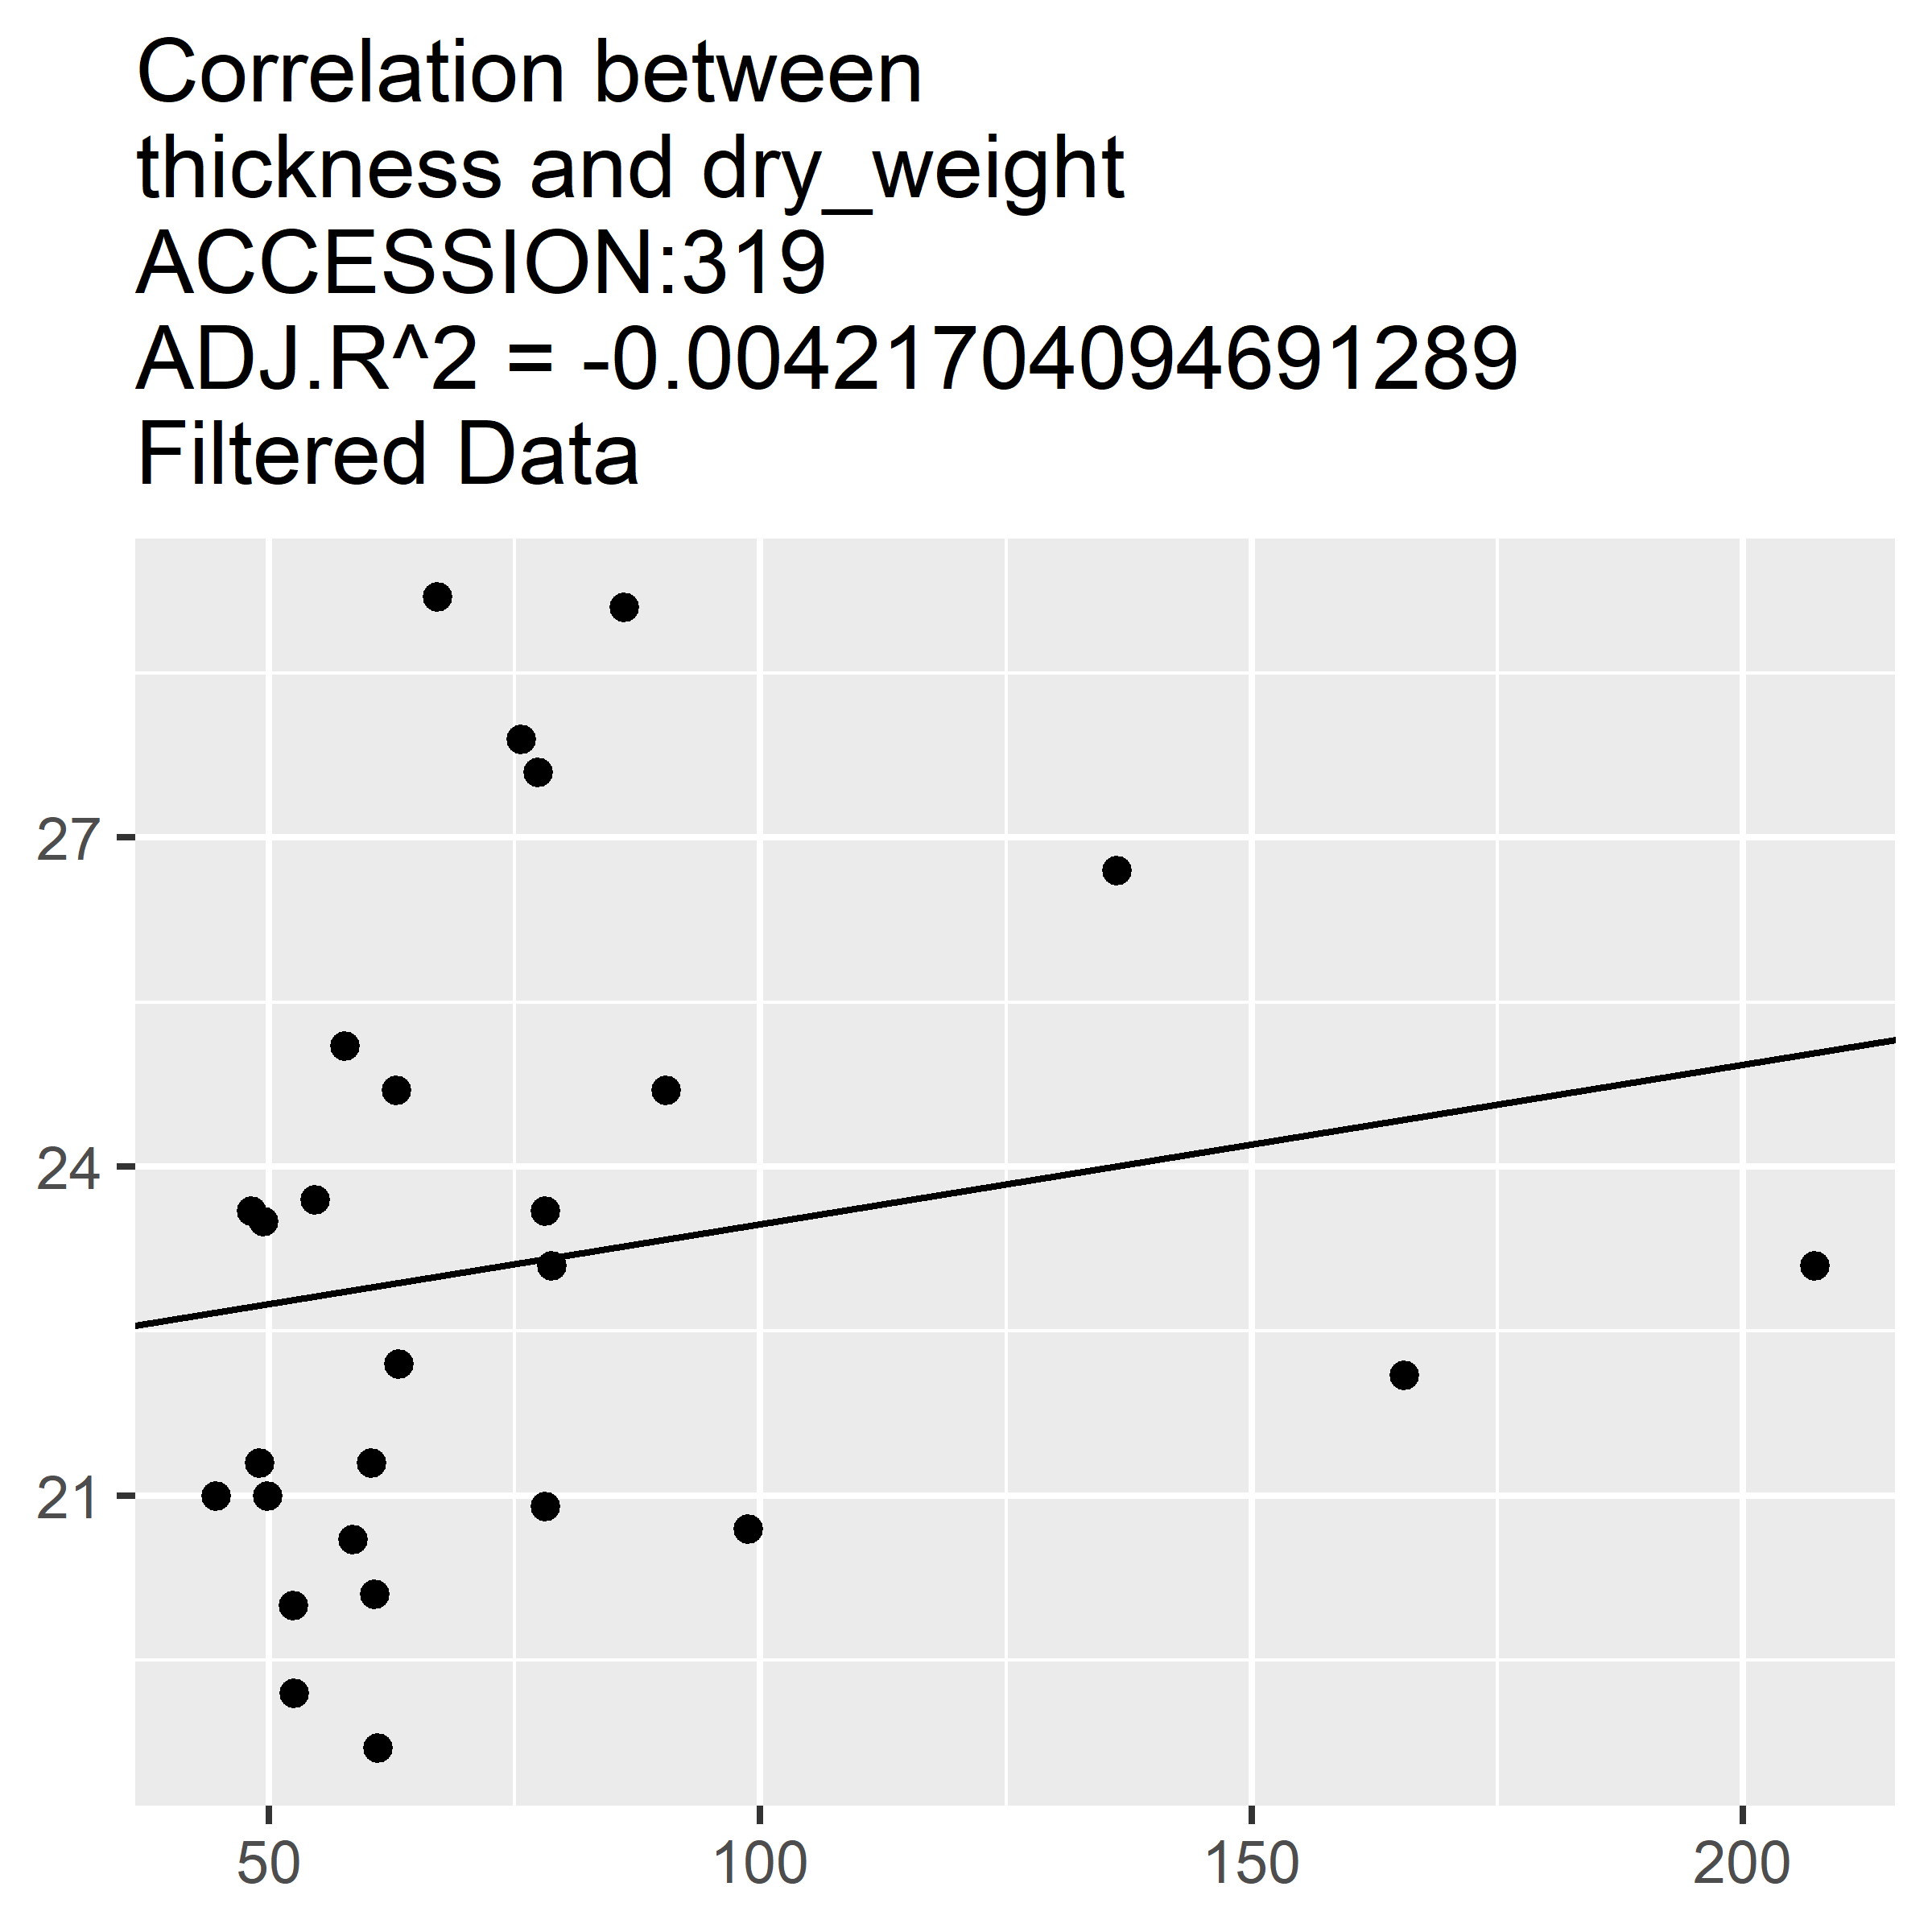 Correlation between
thickness and dry_weight
ACCESSION:319
ADJ.R^2 = -0.00421704094691289
Filtered Data
27
24
21
50 100 150 200